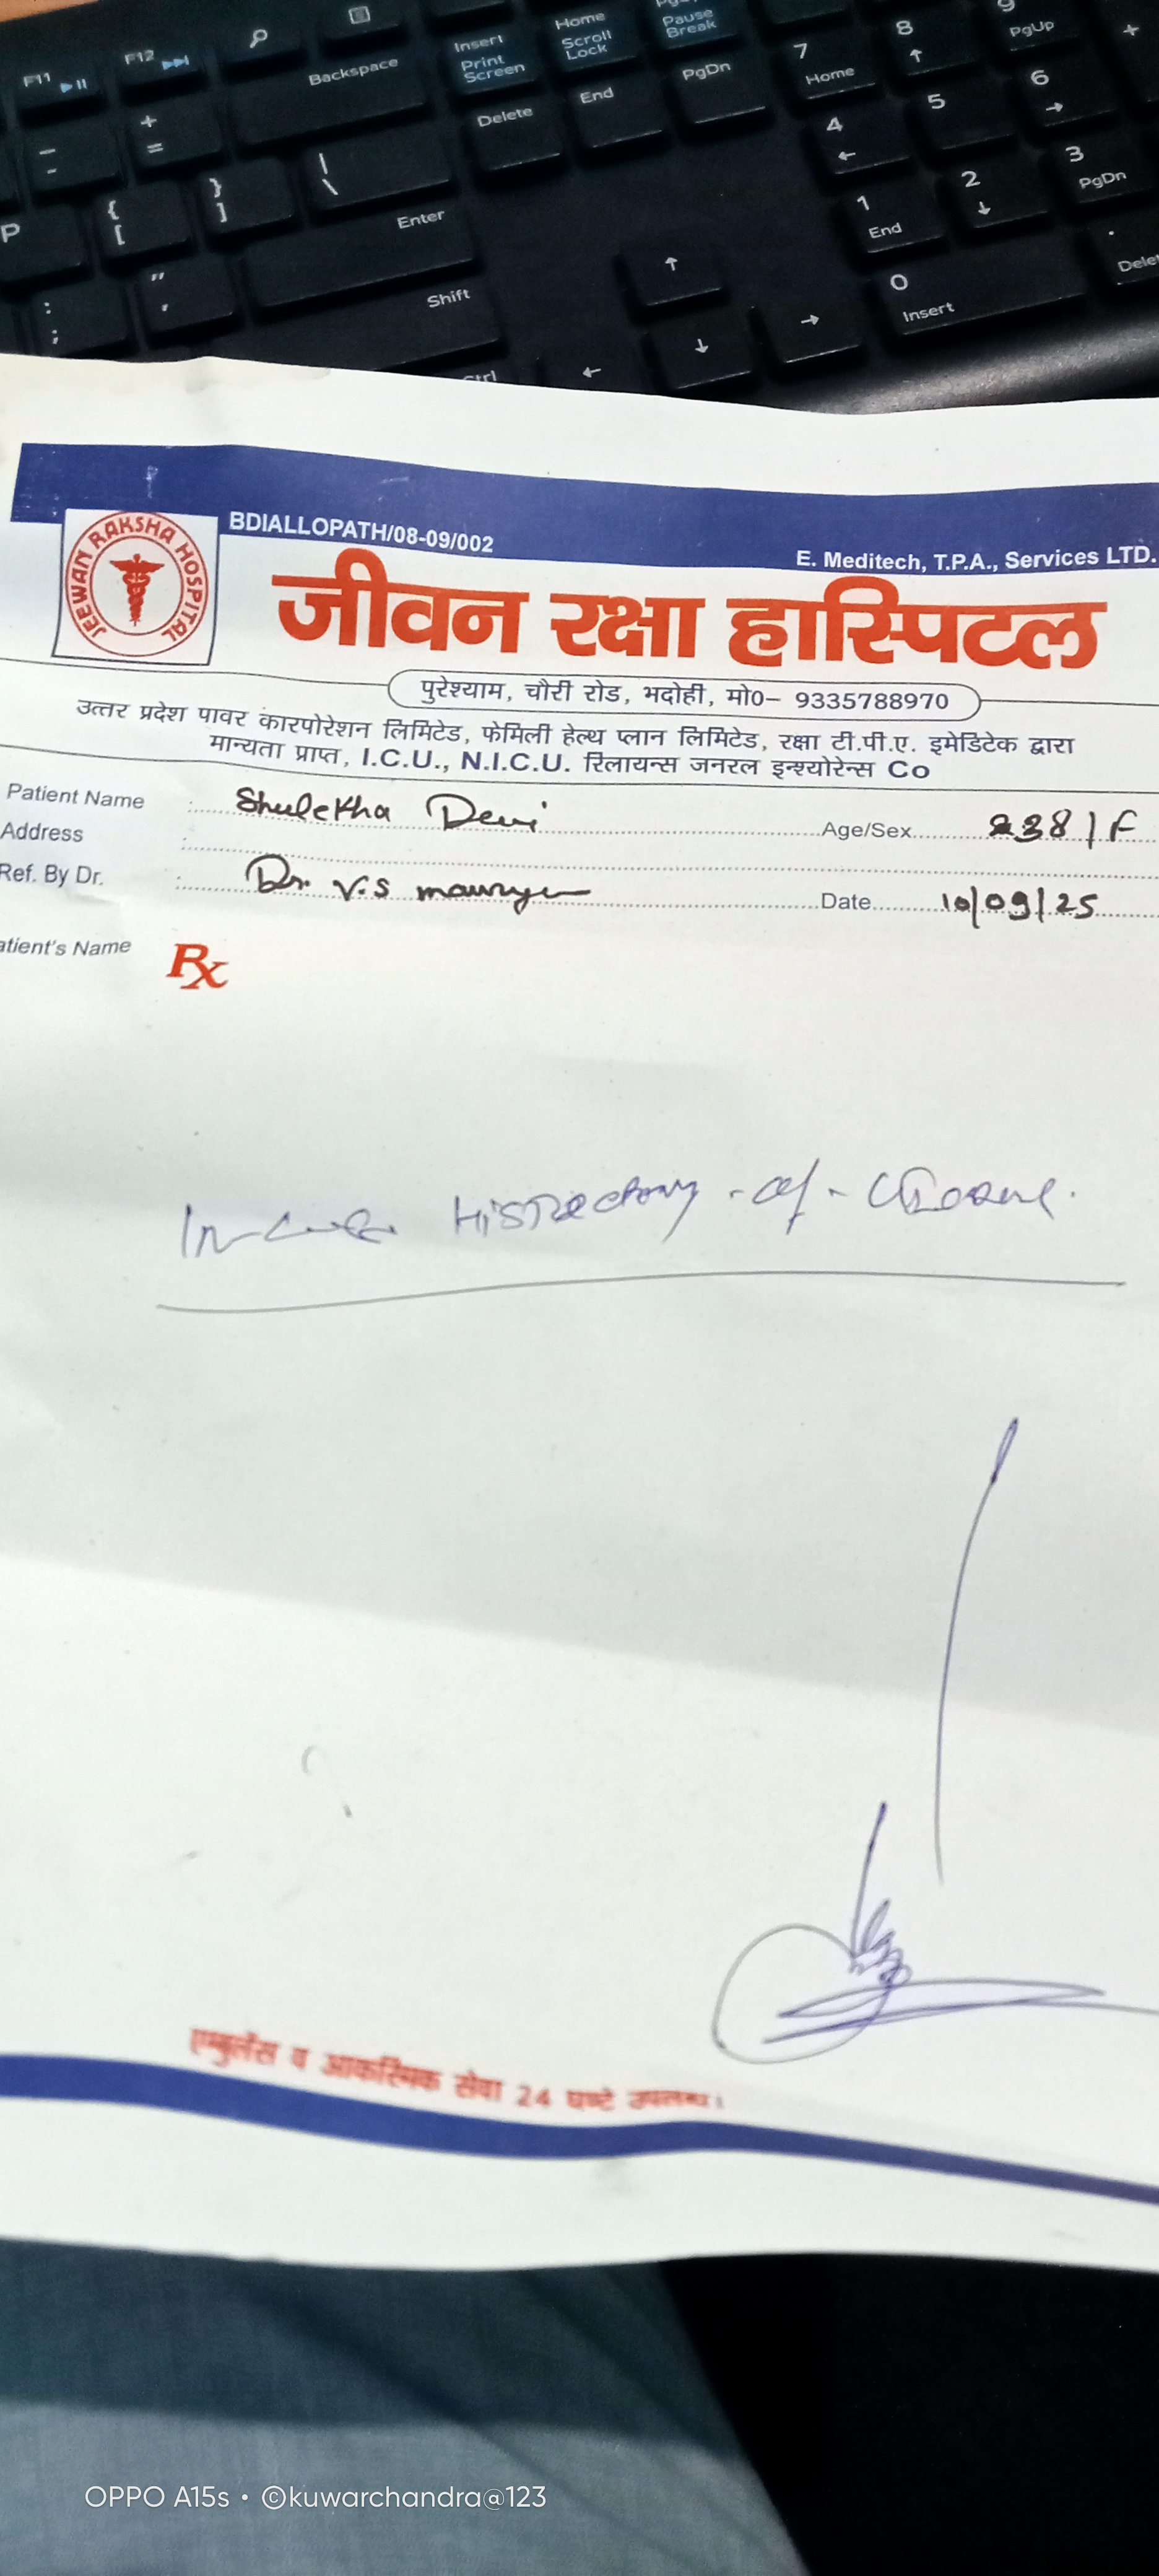 F11
F12
Backspace
Insert
Print
Screen
Home
Scroll
Lock
Pause
Break
Delete
End
PgDn
7
Home
8
9
PgUp
+
+
=
-
P
{
[
}
]
|
\
Enter
4
5
6
1
End
2
3
PgDn
:
;
"
'
Shift
0
Insert
.
BDIALLOPATH/08-09/002
E. Meditech, T.P.A., Services LTD.
JEEWAN RAKSHA HOSPITAL
जीवन रक्षा हास्पिटल
पुरेश्याम, चौरी रोड, भदोही, मो0– 9335788970
उत्तर प्रदेश पावर कारपोरेशन लिमिटेड, फेमिली हेल्थ प्लान लिमिटेड, रक्षा टी.पी.ए. इमेडिटेक द्वारा
मान्यता प्राप्त, I.C.U., N.I.C.U. रिलायन्स जनरल इन्श्योरेन्स Co
Patient Name : Shulekha Devi Age/Sex 38/F
Address :
Ref. By Dr. : Dr. V.S maurya Date 10/09/25
atient's Name Rx
एम्बुलेंस व आकस्मिक सेवा 24 घण्टे उपलब्ध।
OPPO A15s • ©kuwarchandra@123